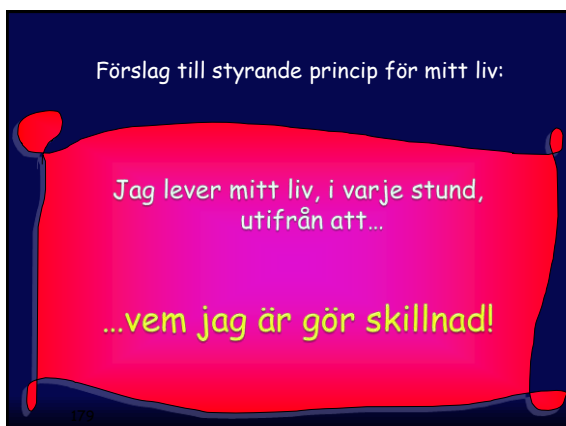 Förslag till styrande princip för mitt liv:
Jag lever mitt liv, i varje stund,
utifrån att...
...vem jag är gör skillnad!
179